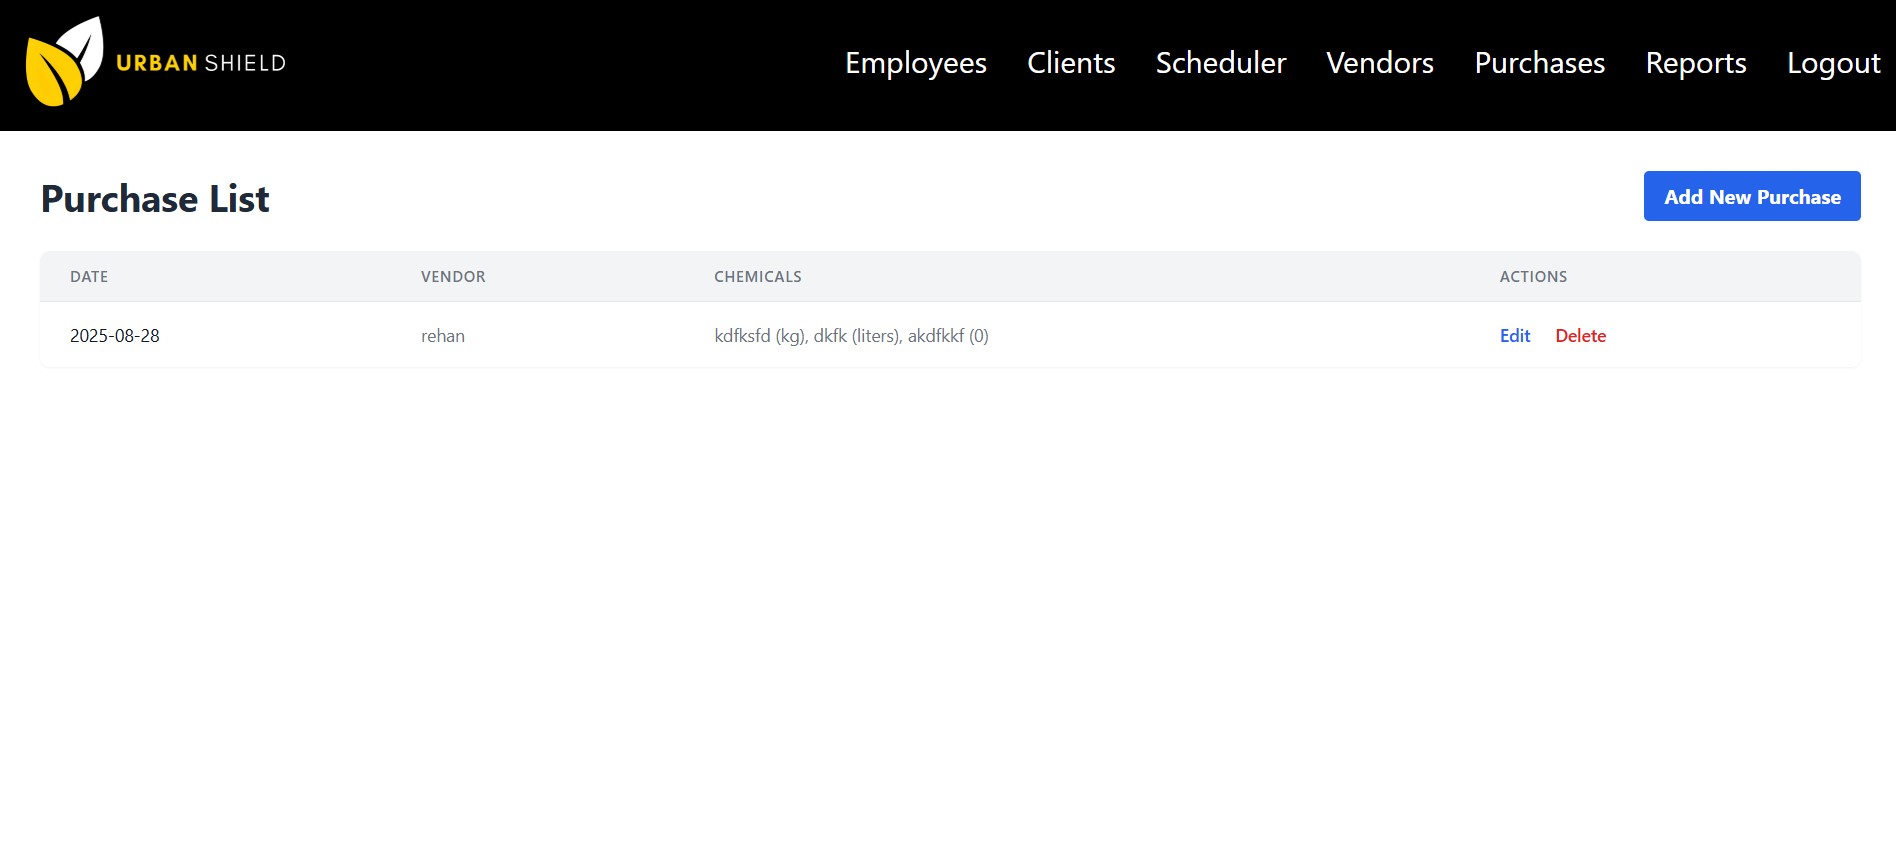 URBAN SHIELD
Employees Clients Scheduler Vendors Purchases Reports Logout
Purchase List
Add New Purchase
DATE VENDOR CHEMICALS ACTIONS
2025-08-28 rehan kdfksfd (kg), dkfk (liters), akdfkkf (0) Edit Delete